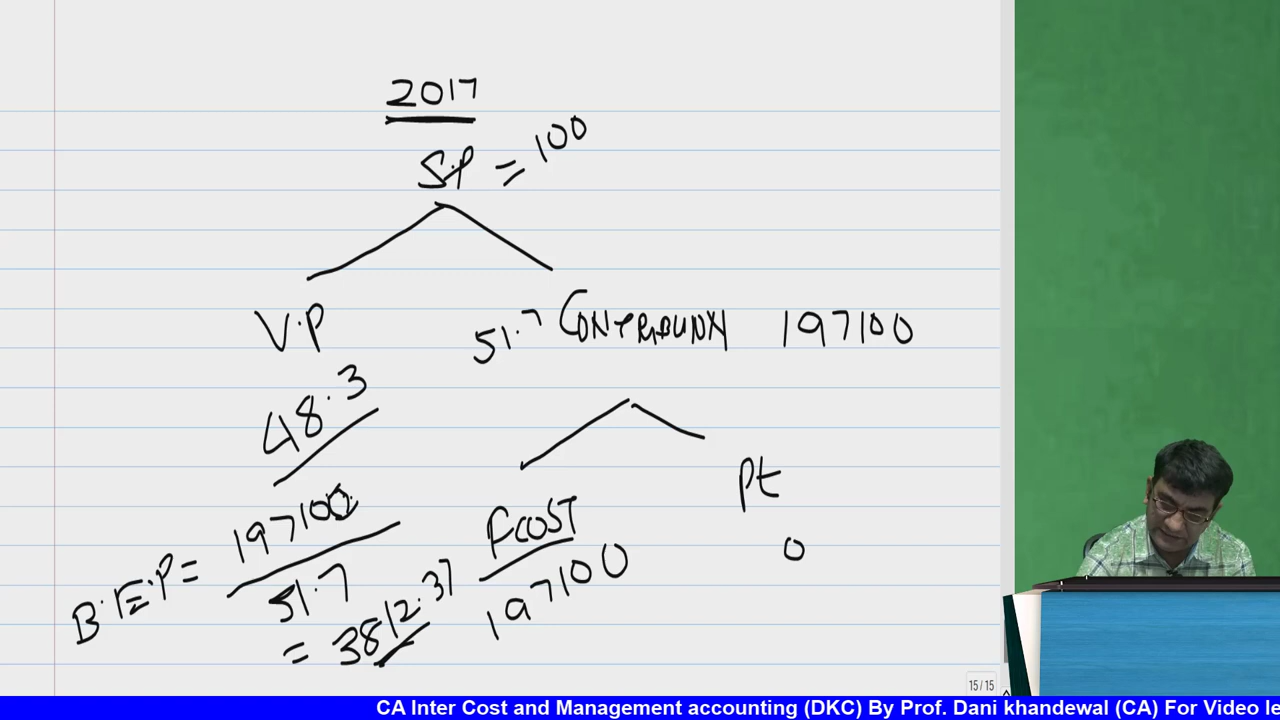 2017
S.P = 100
V.P 51.7 CONTRIBUTION 197100
48.3
Pt
FCOST
0
B.E.P = 197100
51.7
197100
= 3812.37
15/15
CA Inter Cost and Management accounting (DKC) By Prof. Dani khandewal (CA) For Video le